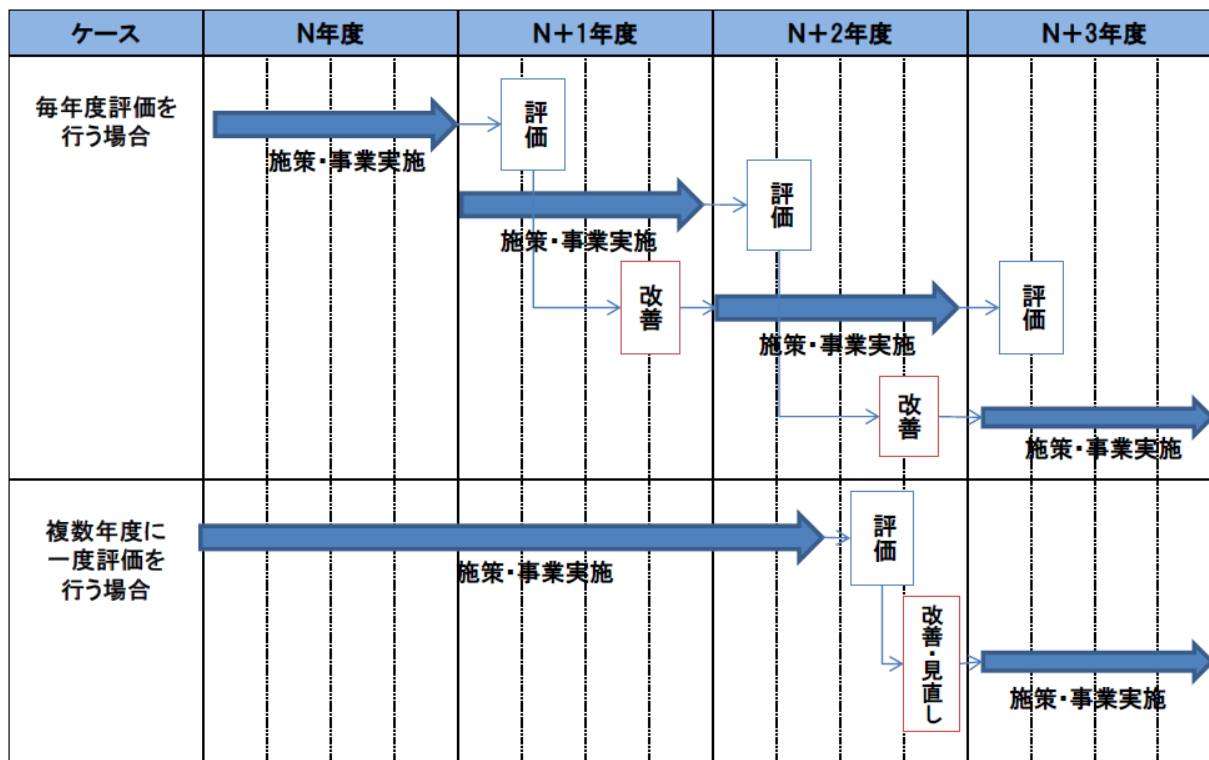 ケース
N年度
N+1年度
N+2年度
N+3年度
毎年度評価を
行う場合
施策・事業実施
評価
施策・事業実施
評価
改善
施策・事業実施
評価
改善
施策・事業実施
複数年度に
一度評価を
行う場合
施策・事業実施
評価
改善・見直し
施策・事業実施